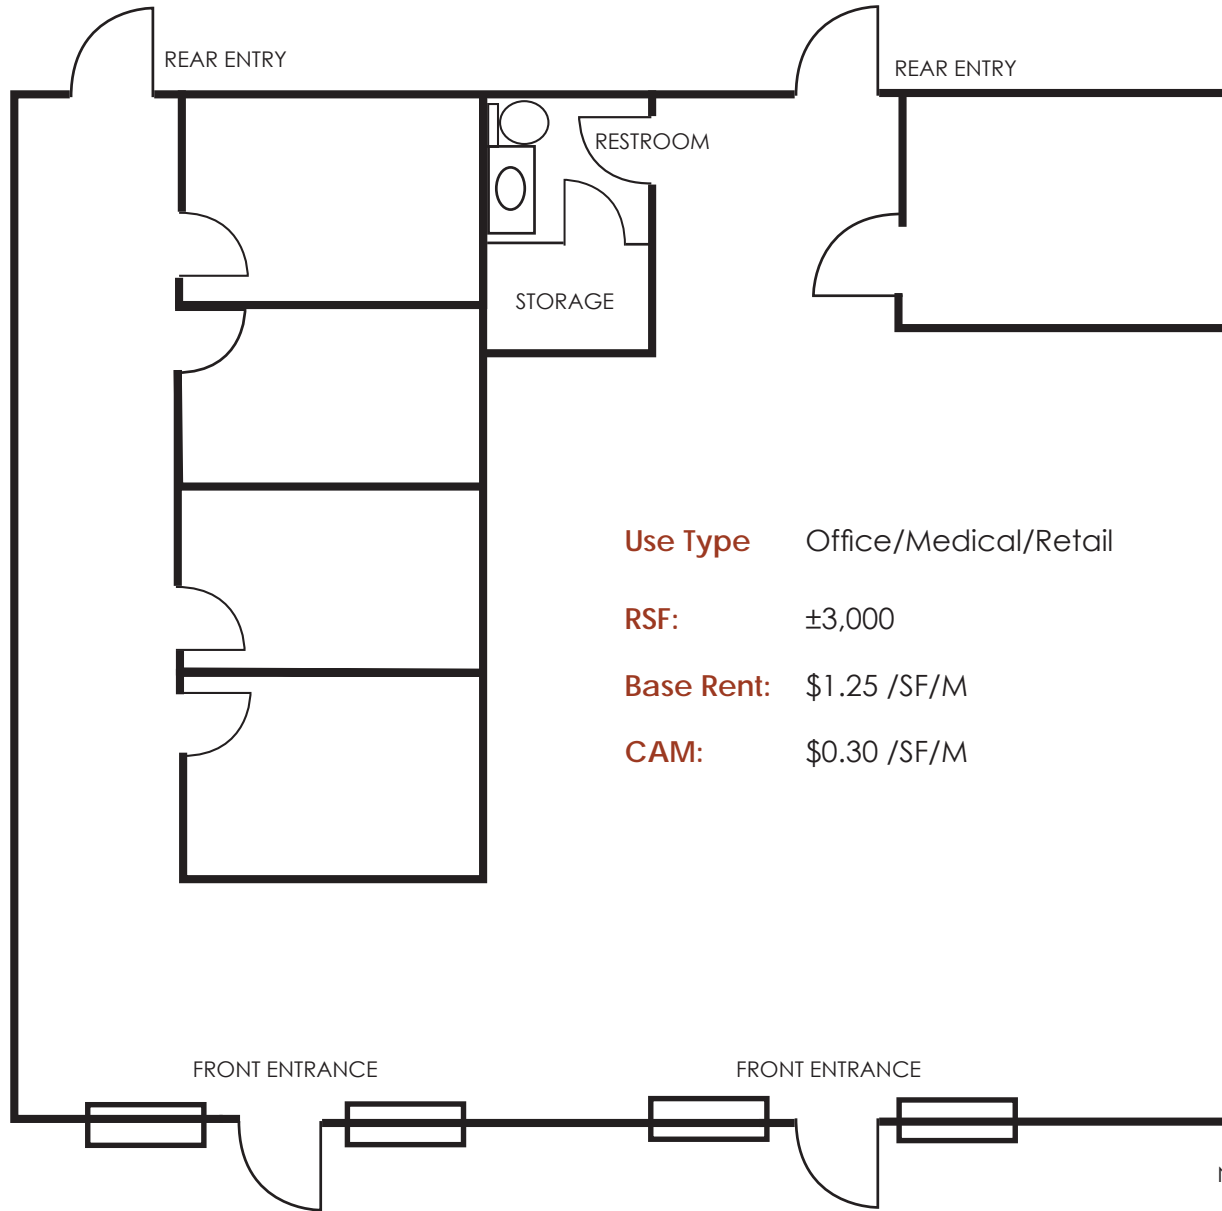 REAR ENTRY
REAR ENTRY
RESTROOM
STORAGE
Use Type Office/Medical/Retail
RSF: ±3,000
Base Rent: $1.25 /SF/M
CAM: $0.30 /SF/M
FRONT ENTRANCE
FRONT ENTRANCE